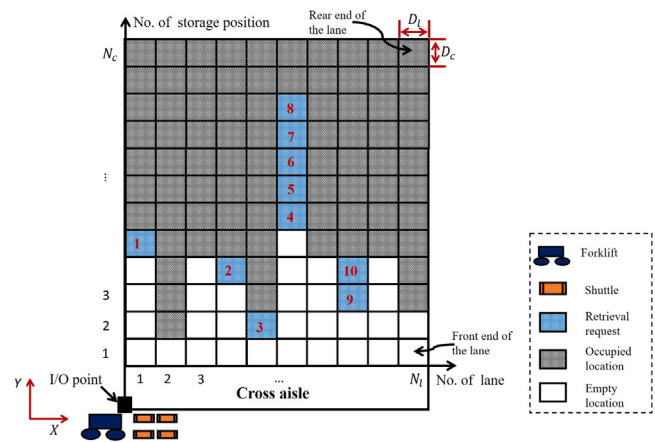 No. of storage position
Rear end of
the lane
D_l
D_c
N_c
8
7
6
5
4
1
2
10
9
3
⋮
3
2
1
Front end of
the lane
I/O point
1 2 3 ... N_l No. of lane
Cross aisle
Y
X
Forklift
Shuttle
Retrieval
request
Occupied
location
Empty
location